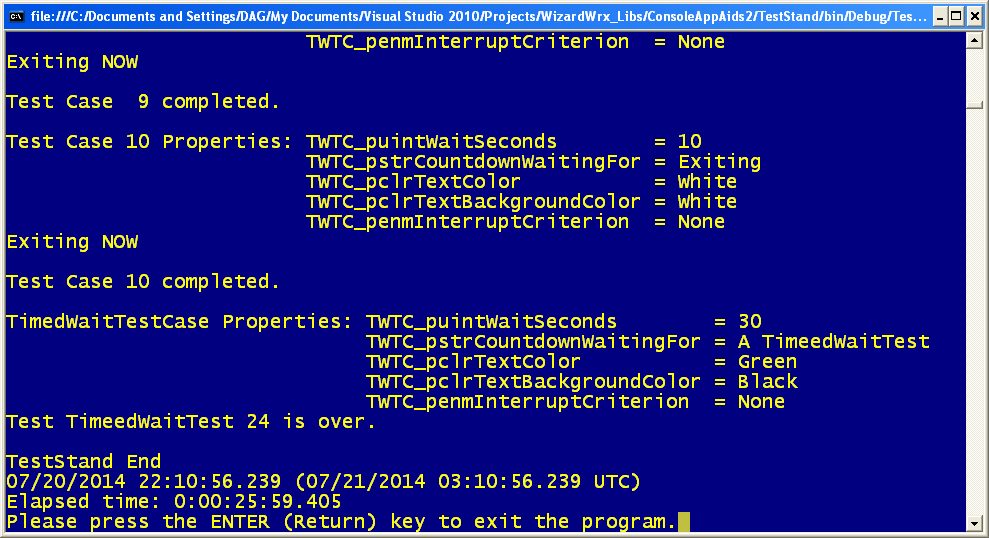 file:///C:/Documents and Settings/DAG/My Documents/Visual Studio 2010/Projects/WizardWrx_Libs/ConsoleAppAids2/TestStand/bin/Debug/Tes...
TWTC_penmInterruptCriterion = None
Exiting NOW
Test Case 9 completed.
Test Case 10 Properties: TWTC_puintWaitSeconds = 10
TWTC_pstrCountdownWaitingFor = Exiting
TWTC_pclrTextColor = White
TWTC_pclrTextBackgroundColor = White
TWTC_penmInterruptCriterion = None
Exiting NOW
Test Case 10 completed.
TimedWaitTestCase Properties: TWTC_puintWaitSeconds = 30
TWTC_pstrCountdownWaitingFor = A TimeedWaitTest
TWTC_pclrTextColor = Green
TWTC_pclrTextBackgroundColor = Black
TWTC_penmInterruptCriterion = None
Test TimeedWaitTest 24 is over.
TestStand End
07/20/2014 22:10:56.239 (07/21/2014 03:10:56.239 UTC)
Elapsed time: 0:00:25:59.405
Please press the ENTER (Return) key to exit the program.